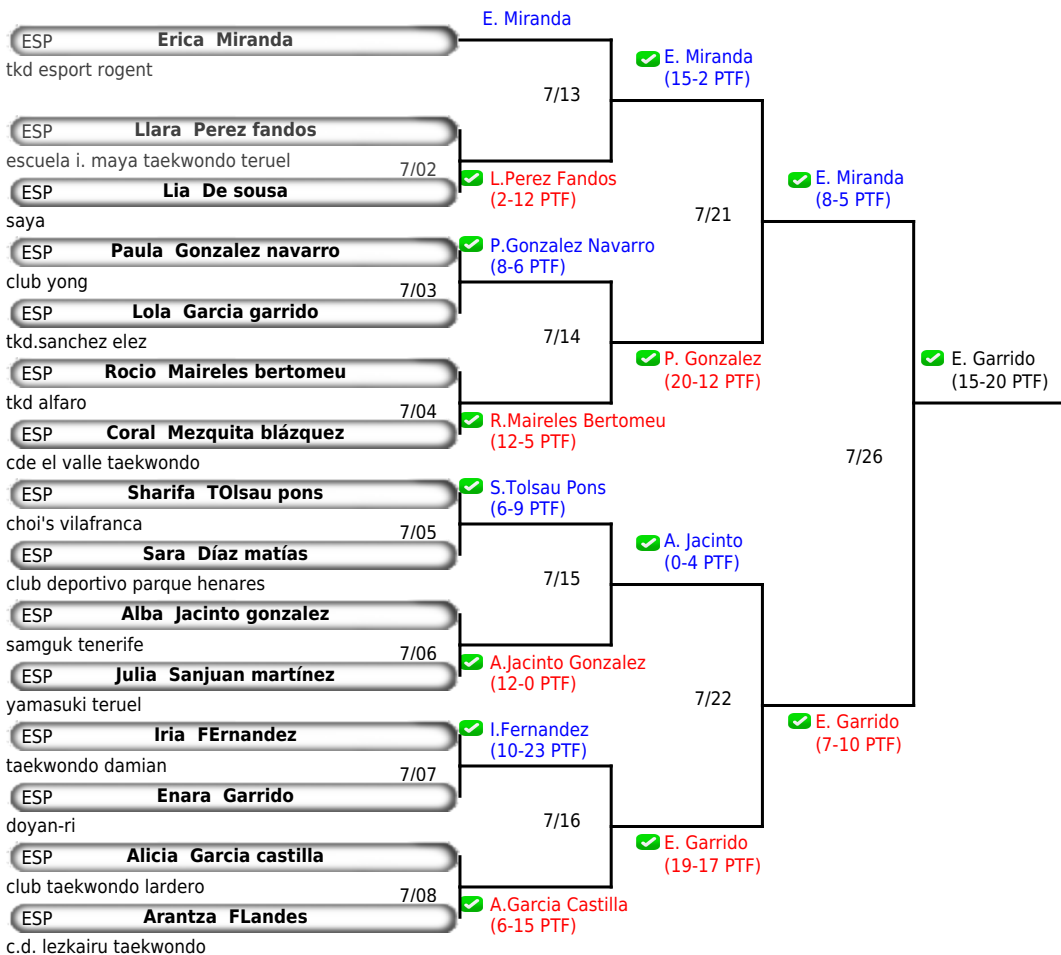 E. Miranda
ESP Erica Miranda
tkd esport rogent
E. Miranda
(15-2 PTF)
7/13
ESP Llara Perez fandos
escuela i. maya taekwondo teruel
7/02
ESP Lia De sousa
saya
L.Perez Fandos
(2-12 PTF)
E. Miranda
(8-5 PTF)
7/21
ESP Paula Gonzalez navarro
club yong
P.Gonzalez Navarro
(8-6 PTF)
7/03
ESP Lola Garcia garrido
tkd.sanchez elez
7/14
P. Gonzalez
(20-12 PTF)
ESP Rocio Maireles bertomeu
tkd alfaro
7/04
ESP Coral Mezquita blázquez
cde el valle taekwondo
R.Maireles Bertomeu
(12-5 PTF)
E. Garrido
(15-20 PTF)
7/26
ESP Sharifa TOlsau pons
choi's vilafranca
S.Tolsau Pons
(6-9 PTF)
7/05
ESP Sara Díaz matías
club deportivo parque henares
A. Jacinto
(0-4 PTF)
7/15
ESP Alba Jacinto gonzalez
samguk tenerife
7/06
ESP Julia Sanjuan martínez
yamasuki teruel
A.Jacinto Gonzalez
(12-0 PTF)
7/22
E. Garrido
(7-10 PTF)
ESP Iria FErnandez
taekwondo damian
I.Fernandez
(10-23 PTF)
7/07
ESP Enara Garrido
doyan-ri
7/16
E. Garrido
(19-17 PTF)
ESP Alicia Garcia castilla
club taekwondo lardero
7/08
ESP Arantza FLandes
c.d. lezkairu taekwondo
A.Garcia Castilla
(6-15 PTF)